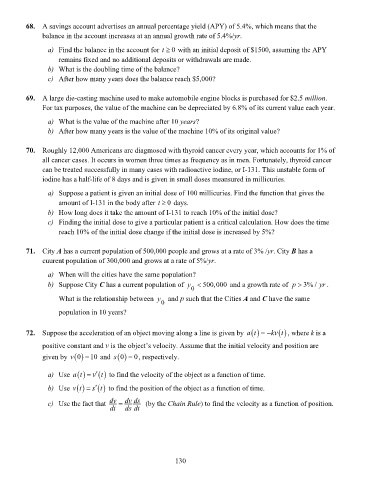 68. A savings account advertises an annual percentage yield (APY) of 5.4%, which means that the
balance in the account increases at an annual growth rate of 5.4%/yr.
a) Find the balance in the account for t ≥ 0 with an initial deposit of $1500, assuming the APY
remains fixed and no additional deposits or withdrawals are made.
b) What is the doubling time of the balance?
c) After how many years does the balance reach $5,000?
69. A large die-casting machine used to make automobile engine blocks is purchased for $2.5 million.
For tax purposes, the value of the machine can be depreciated by 6.8% of its current value each year.
a) What is the value of the machine after 10 years?
b) After how many years is the value of the machine 10% of its original value?
70. Roughly 12,000 Americans are diagnosed with thyroid cancer every year, which accounts for 1% of
all cancer cases. It occurs in women three times as frequency as in men. Fortunately, thyroid cancer
can be treated successfully in many cases with radioactive iodine, or I-131. This unstable form of
iodine has a half-life of 8 days and is given in small doses measured in millicuries.
a) Suppose a patient is given an initial dose of 100 millicuries. Find the function that gives the
amount of I-131 in the body after t ≥ 0 days.
b) How long does it take the amount of I-131 to reach 10% of the initial dose?
c) Finding the initial dose to give a particular patient is a critical calculation. How does the time
reach 10% of the initial dose change if the initial dose is increased by 5%?
71. City A has a current population of 500,000 people and grows at a rate of 3% /yr. City B has a
current population of 300,000 and grows at a rate of 5%/yr.
a) When will the cities have the same population?
b) Suppose City C has a current population of y₀ < 500,000 and a growth rate of p > 3% / yr.
What is the relationship between y₀ and p such that the Cities A and C have the same
population in 10 years?
72. Suppose the acceleration of an object moving along a line is given by a(t) = −kv(t), where k is a
positive constant and v is the object's velocity. Assume that the initial velocity and position are
given by v(0) = 10 and s(0) = 0, respectively.
a) Use a(t) = v′(t) to find the velocity of the object as a function of time.
b) Use v(t) = s′(t) to find the position of the object as a function of time.
c) Use the fact that dv/dt = dv/ds ds/dt (by the Chain Rule) to find the velocity as a function of position.
130